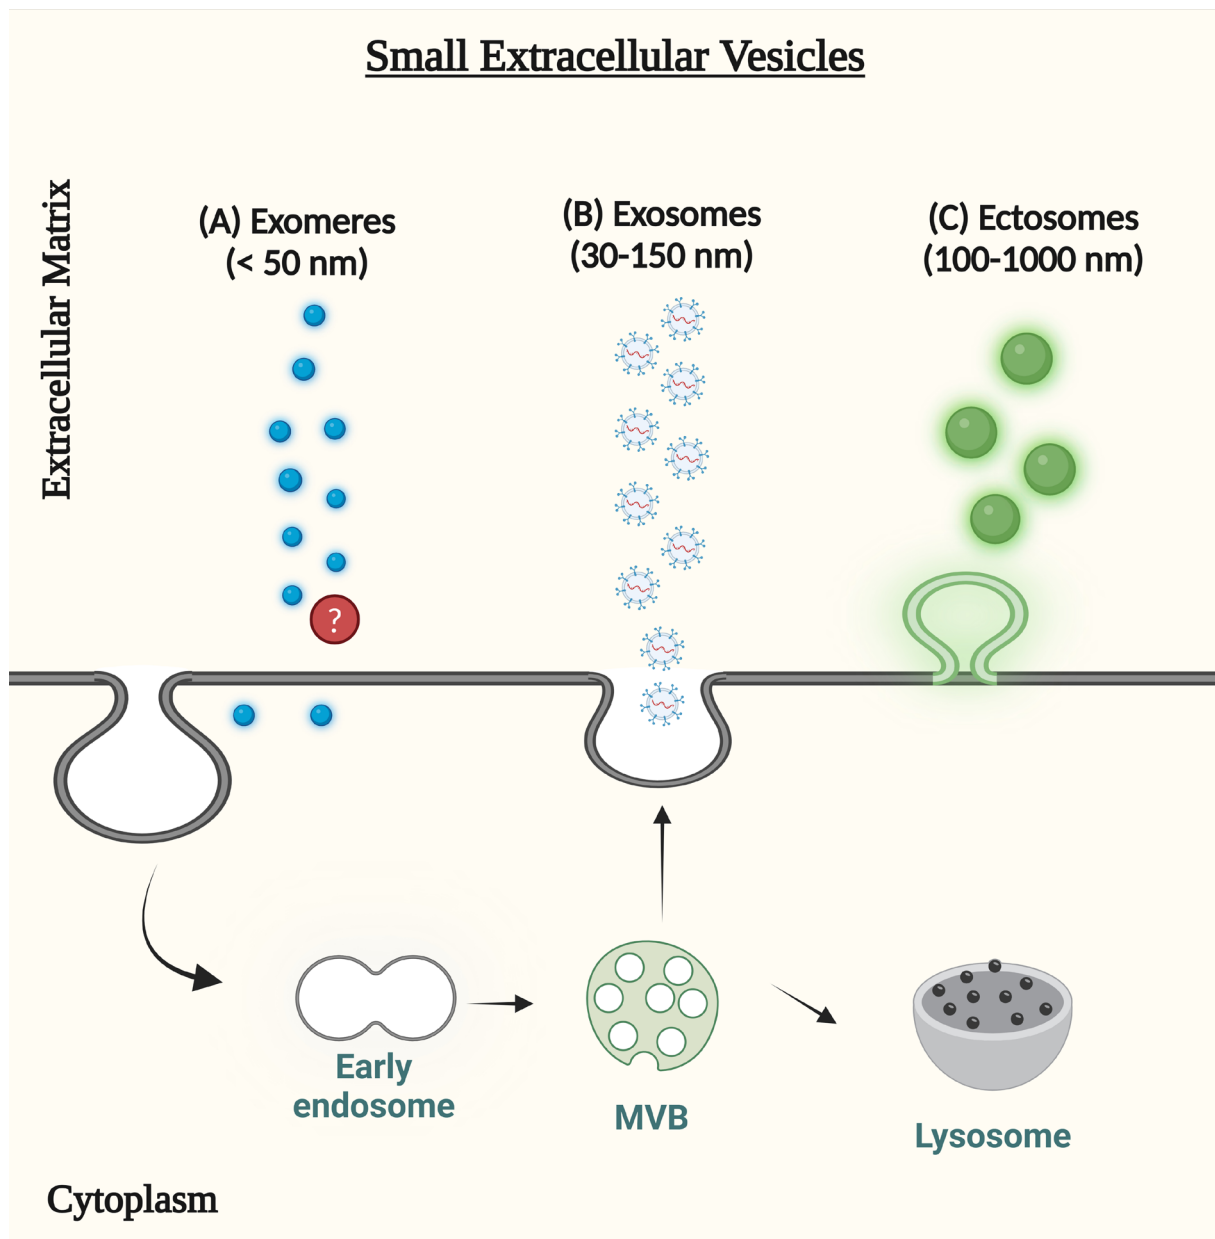 Small Extracellular Vesicles
Extracellular Matrix
(A) Exomeres
(< 50 nm)
(B) Exosomes
(30-150 nm)
(C) Ectosomes
(100-1000 nm)
?
Early
endosome
MVB
Lysosome
Cytoplasm